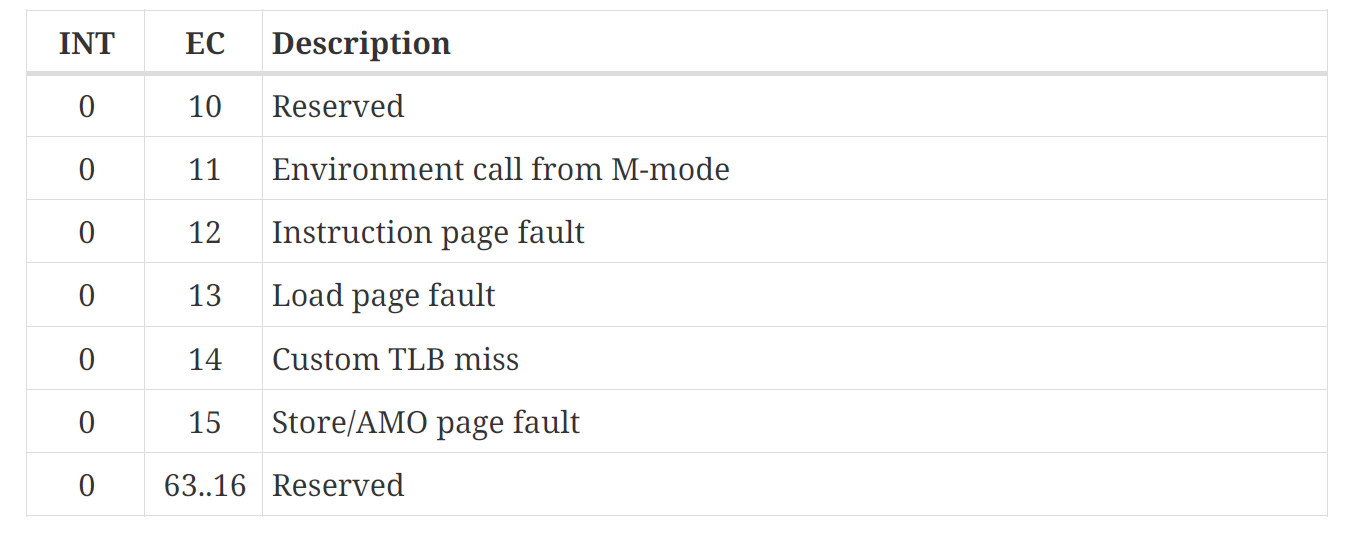 INT EC Description
0 10 Reserved
0 11 Environment call from M-mode
0 12 Instruction page fault
0 13 Load page fault
0 14 Custom TLB miss
0 15 Store/AMO page fault
0 63..16 Reserved